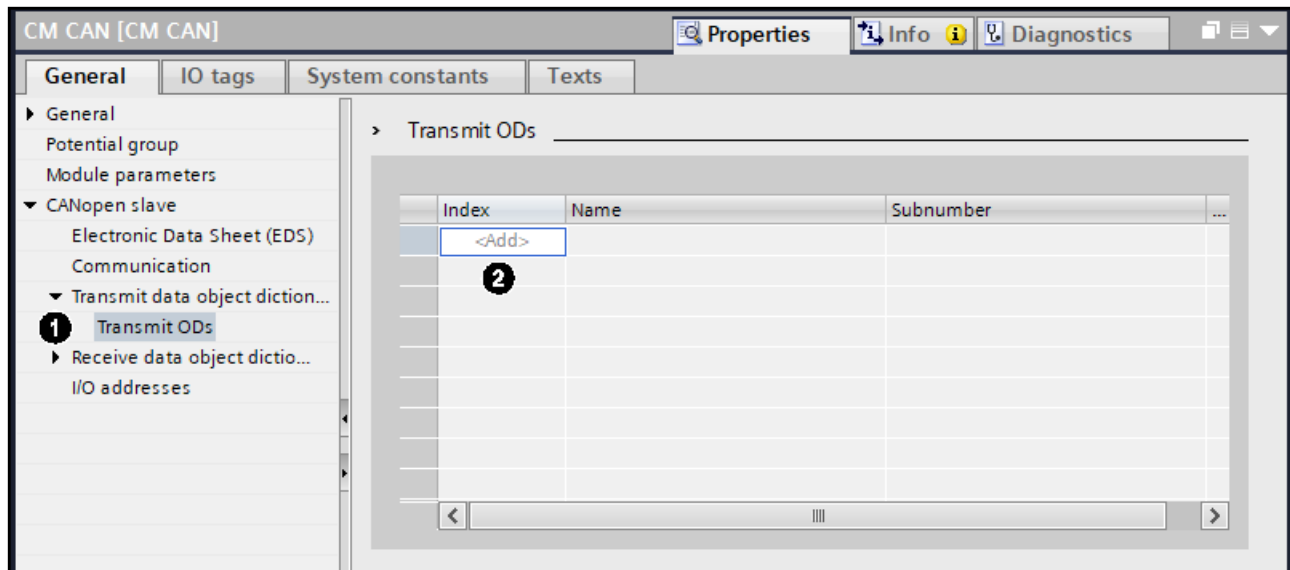 CM CAN [CM CAN]
Properties
Info
Diagnostics
General
IO tags
System constants
Texts
General
Potential group
Module parameters
CANopen slave
Electronic Data Sheet (EDS)
Communication
Transmit data object diction...
1
Transmit ODs
Receive data object dictio...
I/O addresses
Transmit ODs
Index
Name
Subnumber
...
<Add>
2